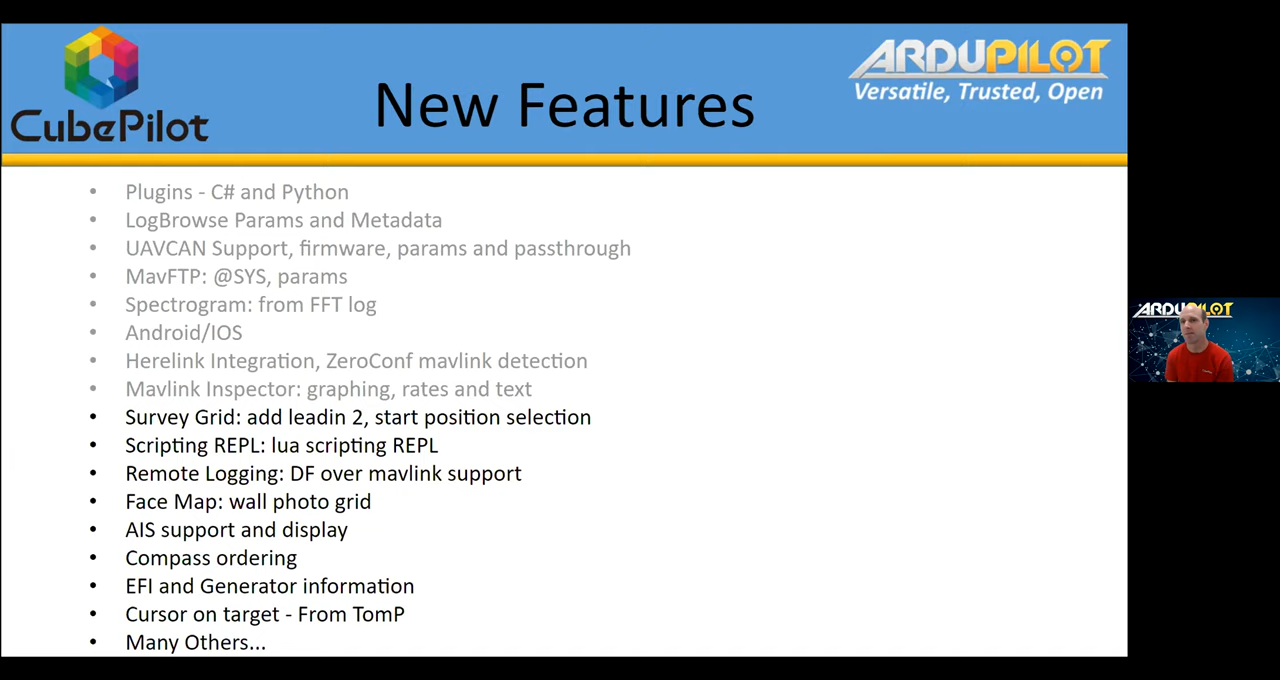 CubePilot
New Features
ARDUPILOT
Versatile, Trusted, Open
• Plugins - C# and Python
• LogBrowse Params and Metadata
• UAVCAN Support, firmware, params and passthrough
• MavFTP: @SYS, params
• Spectrogram: from FFT log
• Android/IOS
• Herelink Integration, ZeroConf mavlink detection
• Mavlink Inspector: graphing, rates and text
• Survey Grid: add leadin 2, start position selection
• Scripting REPL: lua scripting REPL
• Remote Logging: DF over mavlink support
• Face Map: wall photo grid
• AIS support and display
• Compass ordering
• EFI and Generator information
• Cursor on target - From TomP
• Many Others...
ARDUPILOT